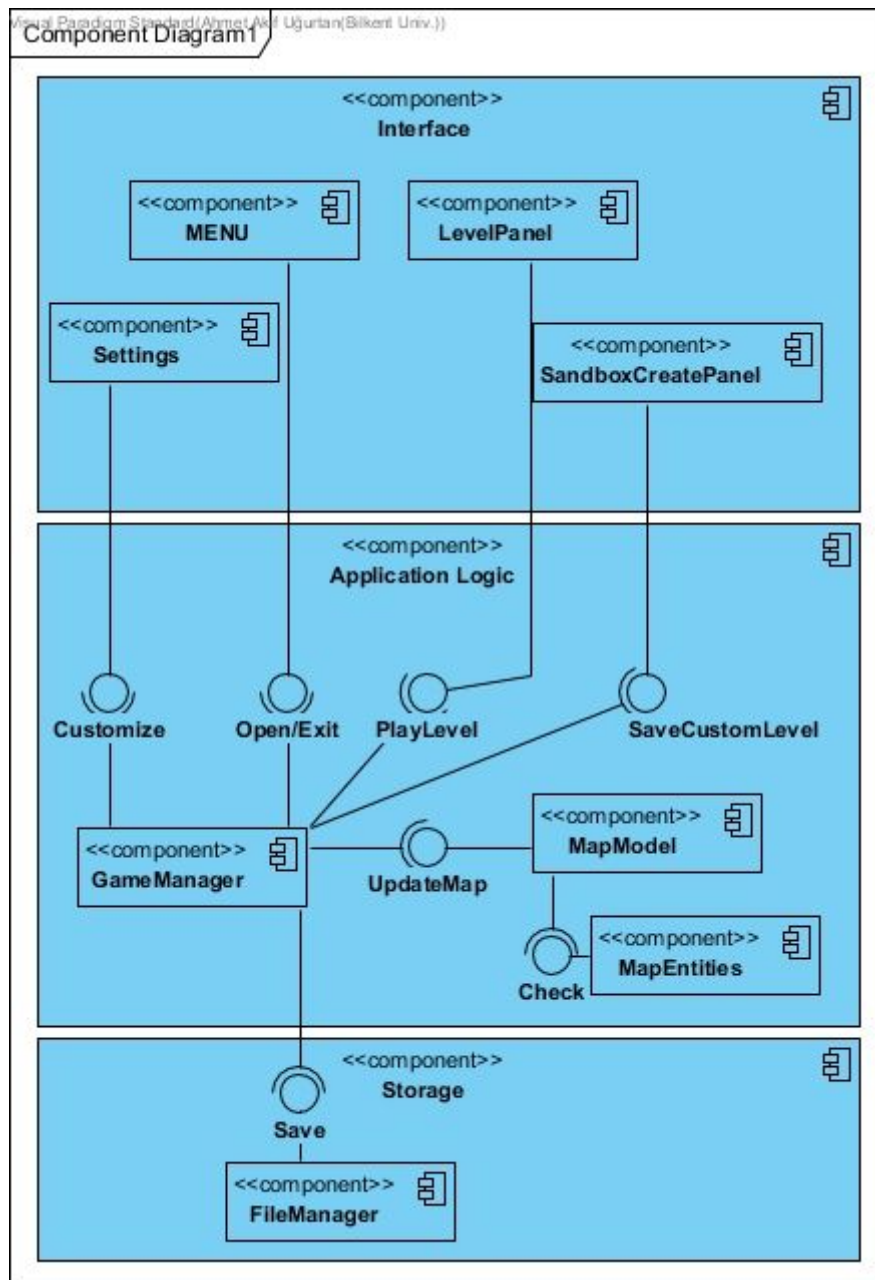 Visual Paradigm Standard(Ahmet Akif Uğurtan(Bilkent Univ.))
Component Diagram1
<<component>>
Interface
<<component>>
MENU
<<component>>
LevelPanel
<<component>>
Settings
<<component>>
SandboxCreatePanel
<<component>>
Application Logic
Customize
Open/Exit
PlayLevel
SaveCustomLevel
<<component>>
GameManager
UpdateMap
<<component>>
MapModel
<<component>>
MapEntities
Check
<<component>>
Storage
Save
<<component>>
FileManager